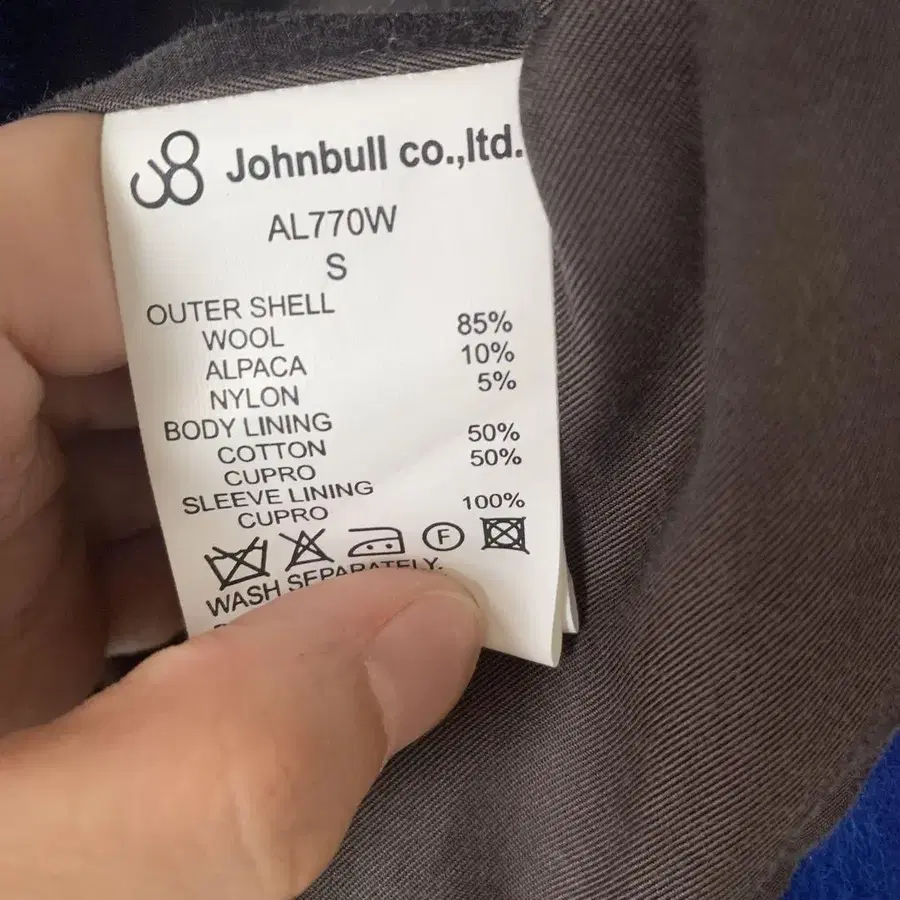 Johnbull co.,ltd.
AL770W
S
OUTER SHELL
WOOL 85%
ALPACA 10%
NYLON 5%
BODY LINING
COTTON 50%
CUPRO 50%
SLEEVE LINING
CUPRO 100%
F
WASH SEPARATELY.